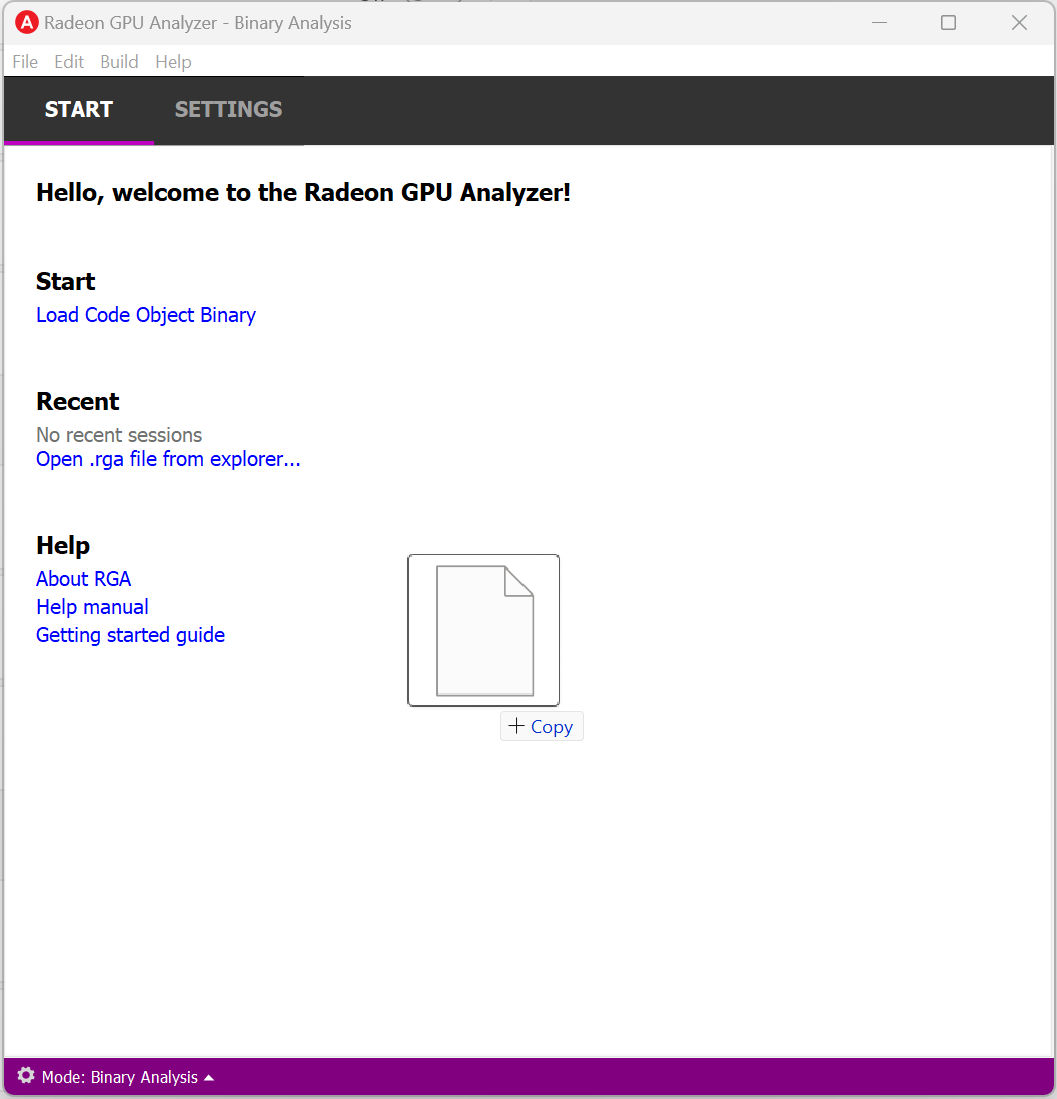 Radeon GPU Analyzer - Binary Analysis
File Edit Build Help
START SETTINGS
Hello, welcome to the Radeon GPU Analyzer!
Start
Load Code Object Binary
Recent
No recent sessions
Open .rga file from explorer...
Help
About RGA
Help manual
Getting started guide
+ Copy
Mode: Binary Analysis